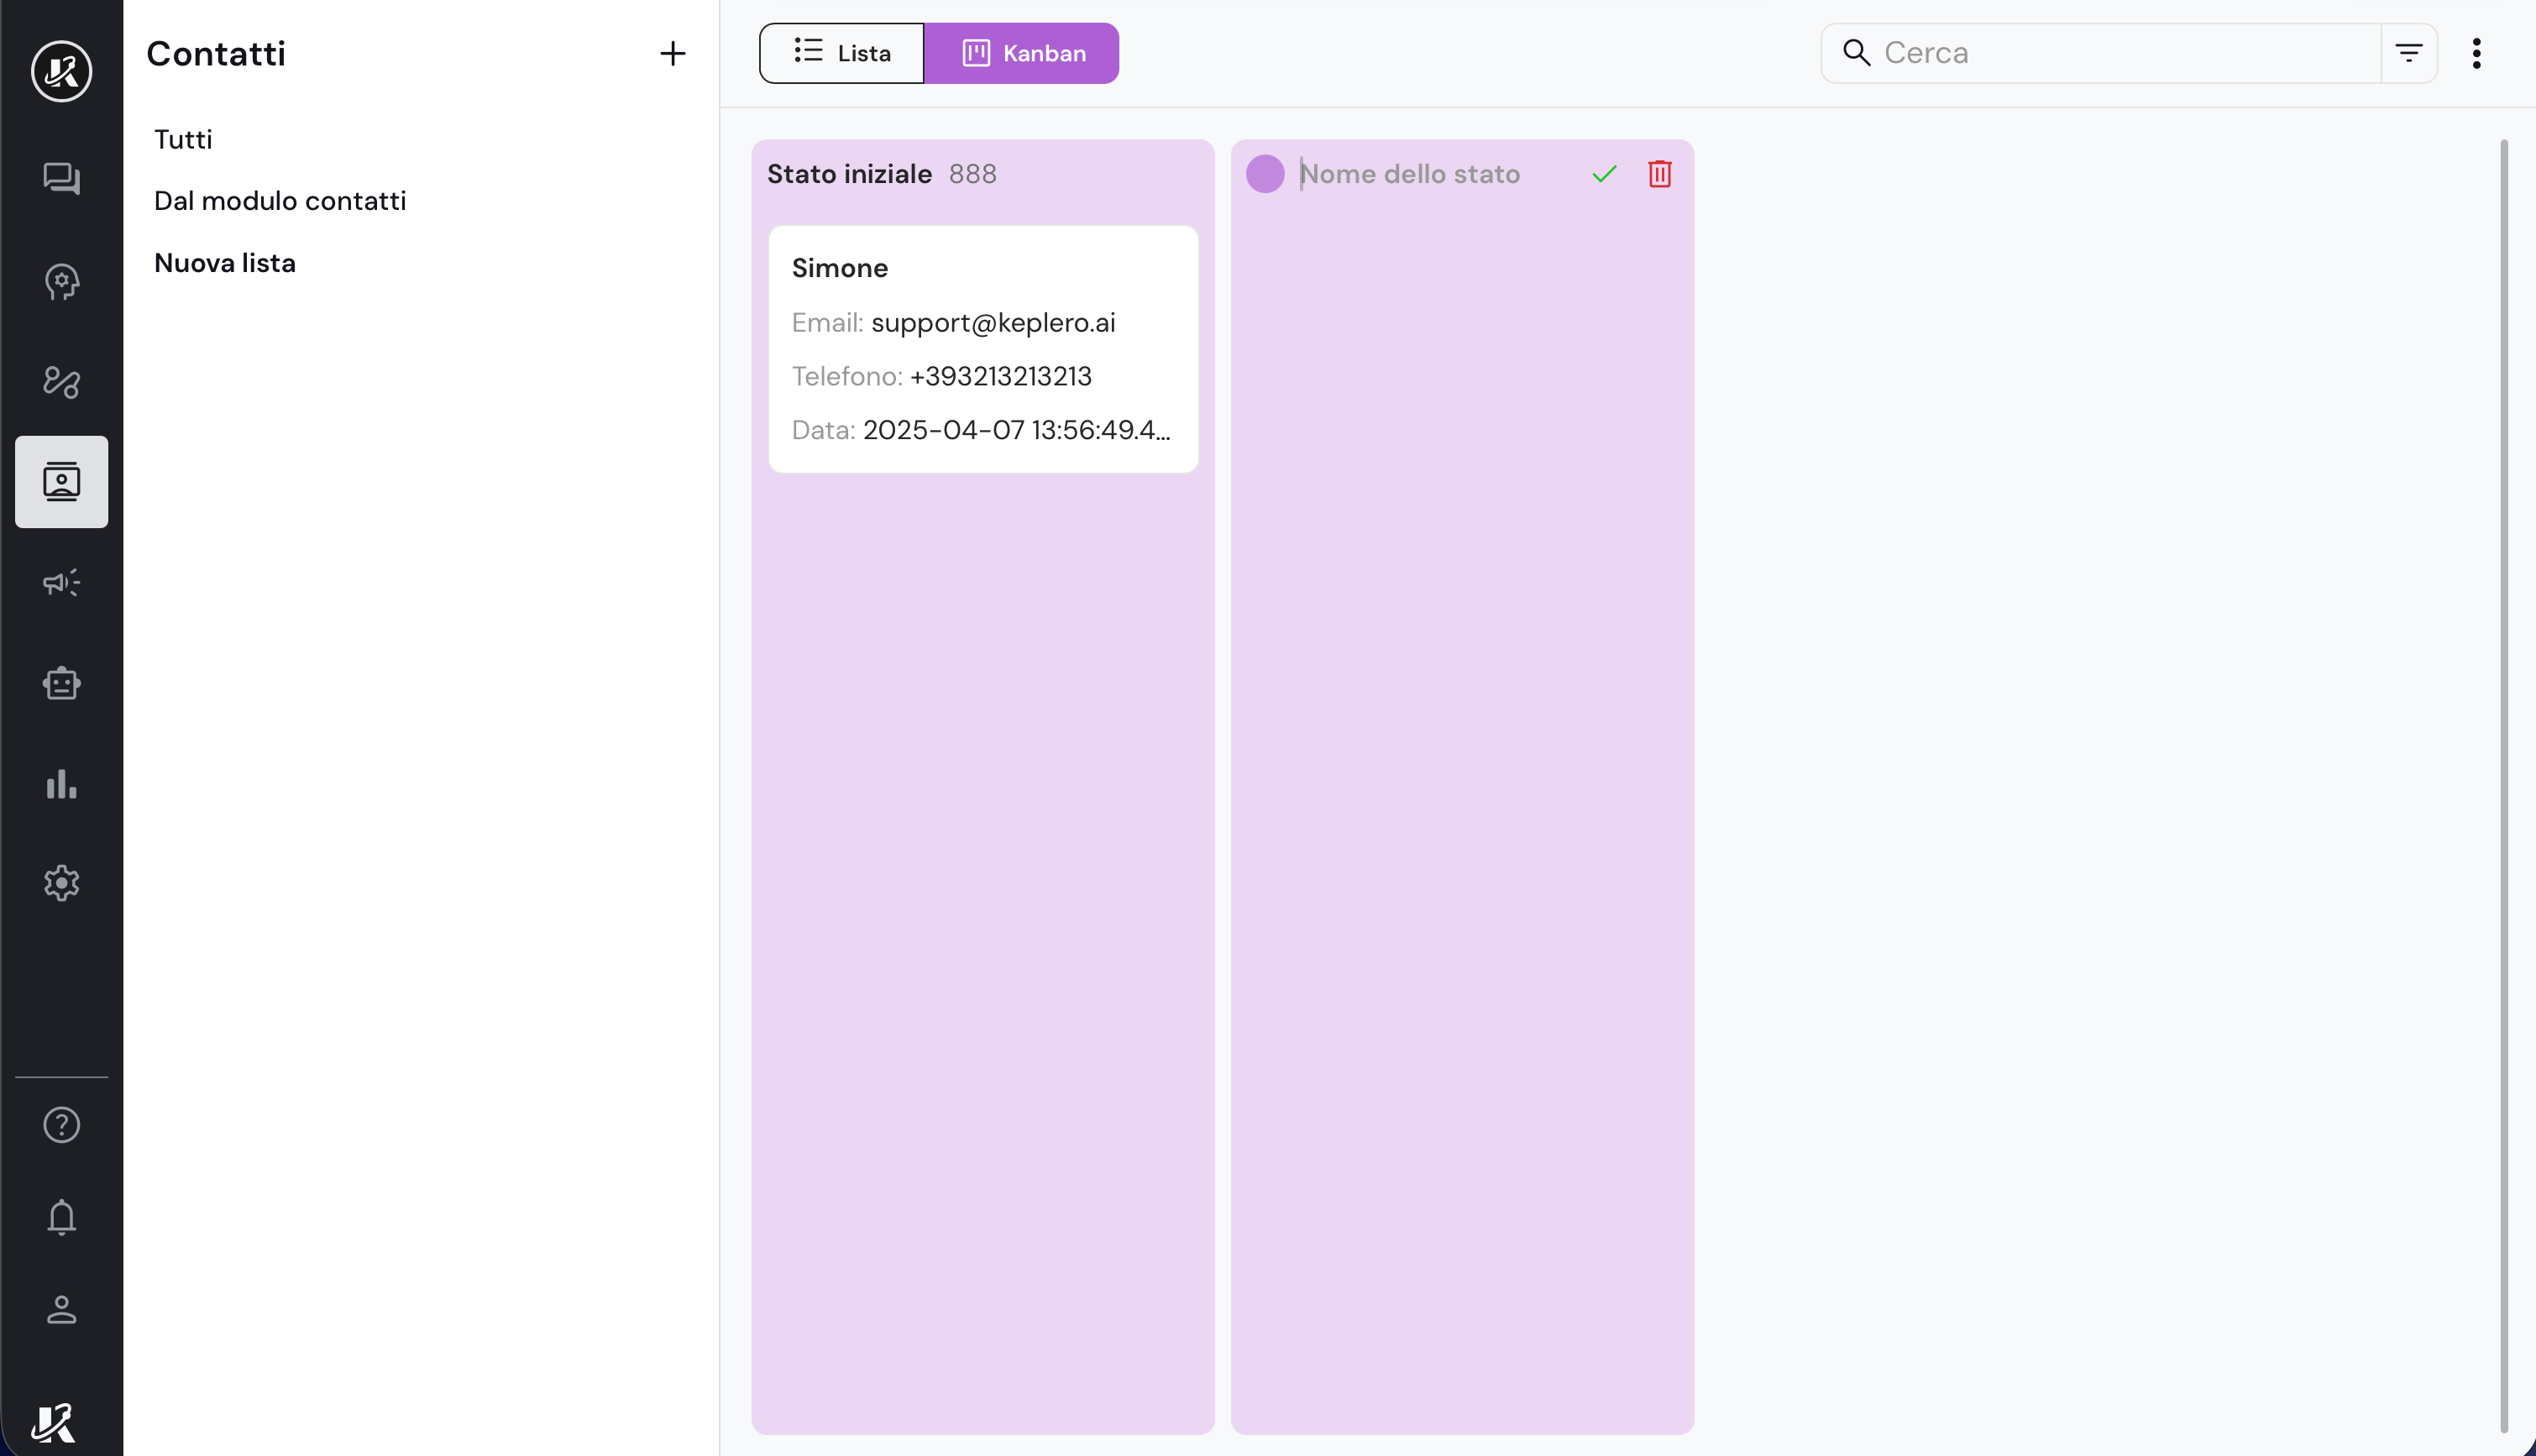 Contatti
Tutti
Dal modulo contatti
Nuova lista
Lista
Kanban
Cerca
Stato iniziale 888
Simone
Email: support@keplero.ai
Telefono: +393213213213
Data: 2025-04-07 13:56:49.4...
Nome dello stato